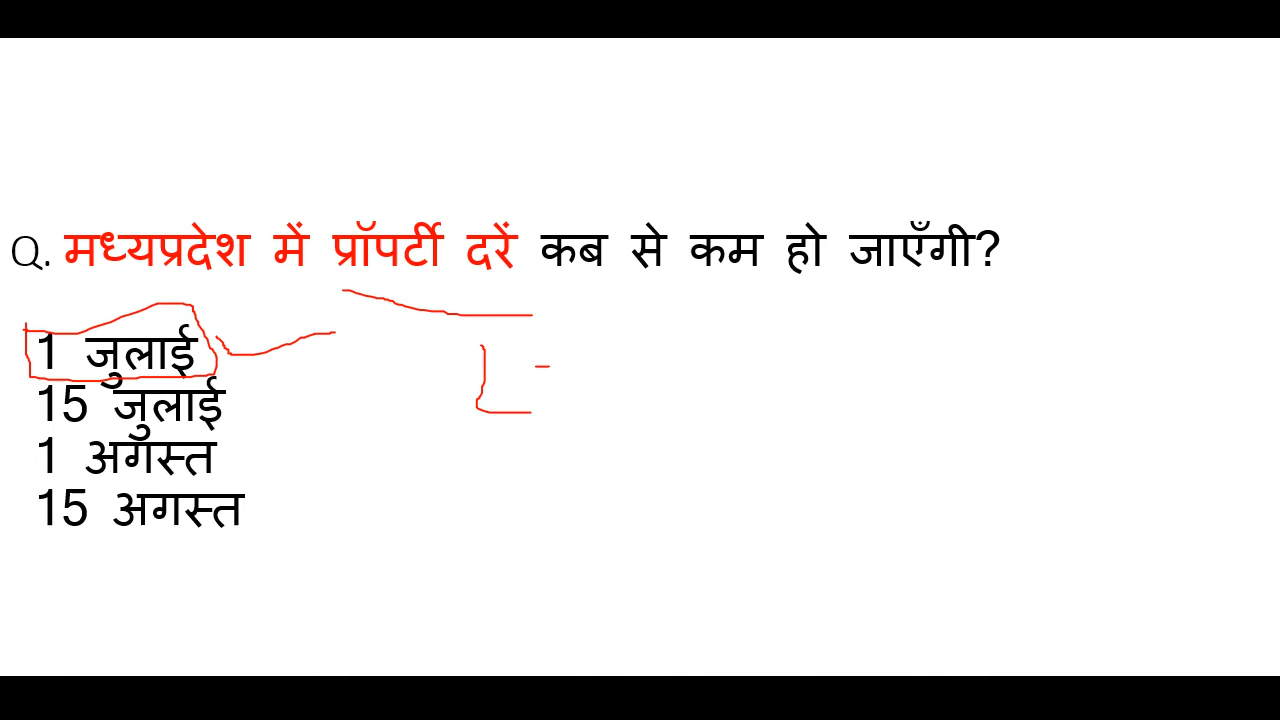 Q. मध्यप्रदेश में प्रॉपर्टी दरें कब से कम हो जाएँगी?
1 जुलाई
15 जुलाई
1 अगस्त
15 अगस्त